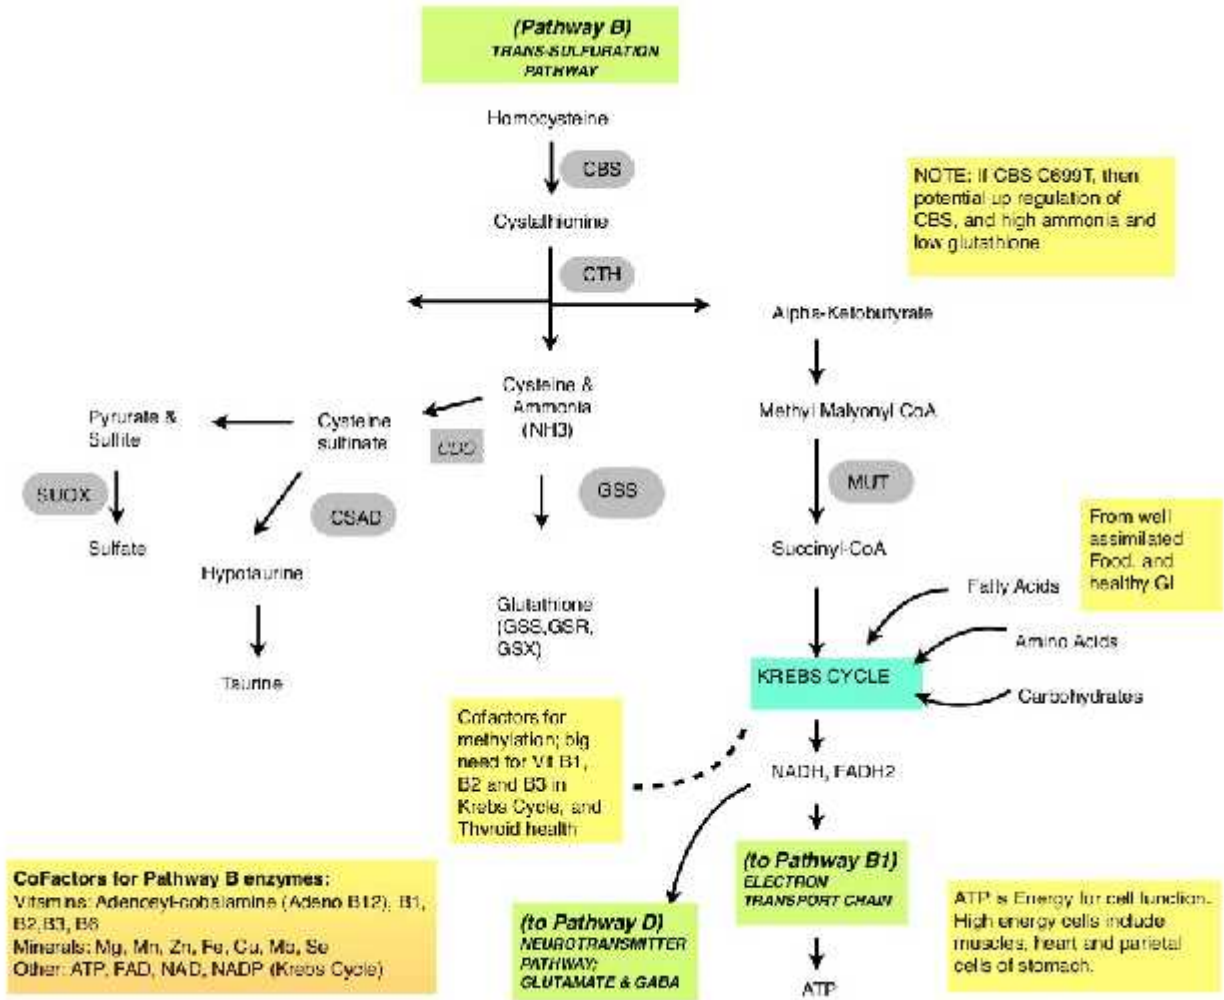 (Pathway B)
TRANS-SULFURATION
PATHWAY
Homocysteine
CBS
NOTE: If CBS C699T, then
potential up regulation of
CBS, and high ammonia and
low glutathione
Cystathionine
CTH
Alpha-Ketobutyrate
Cysteine &
Ammonia
(NH3)
Pyrurate &
Sulfite
Cysteine
sulfinate
CDO
Methyl Malyonyl CoA
SUOX
CSAD
GSS
MUT
Sulfate
Hypotaurine
Succinyl-CoA
From well
assimilated
Food, and
healthy GI
Fatty Acids
Glutathione
(GSS,GSR,
GSX)
Amino Acids
Taurine
KREBS CYCLE
Carbohydrates
Cofactors for
methylation; big
need for Vit B1,
B2 and B3 in
Krebs Cycle, and
Thyroid health
NADH, FADH2
(to Pathway B1)
ELECTRON
TRANSPORT CHAIN
CoFactors for Pathway B enzymes:
Vitamins: Adenceyl-cobalamine (Adeno B12), B1,
B2,B3, B6
Minerals: Mg, Mn, Zn, Fe, Cu, Mo, Se
Other: ATP, FAD, NAD, NADP (Krebs Cycle)
(to Pathway D)
NEUROTRANSMITTER
PATHWAY;
GLUTAMATE & GABA
ATP is Energy for cell function.
High energy cells include
muscles, heart and parietal
cells of stomach.
ATP